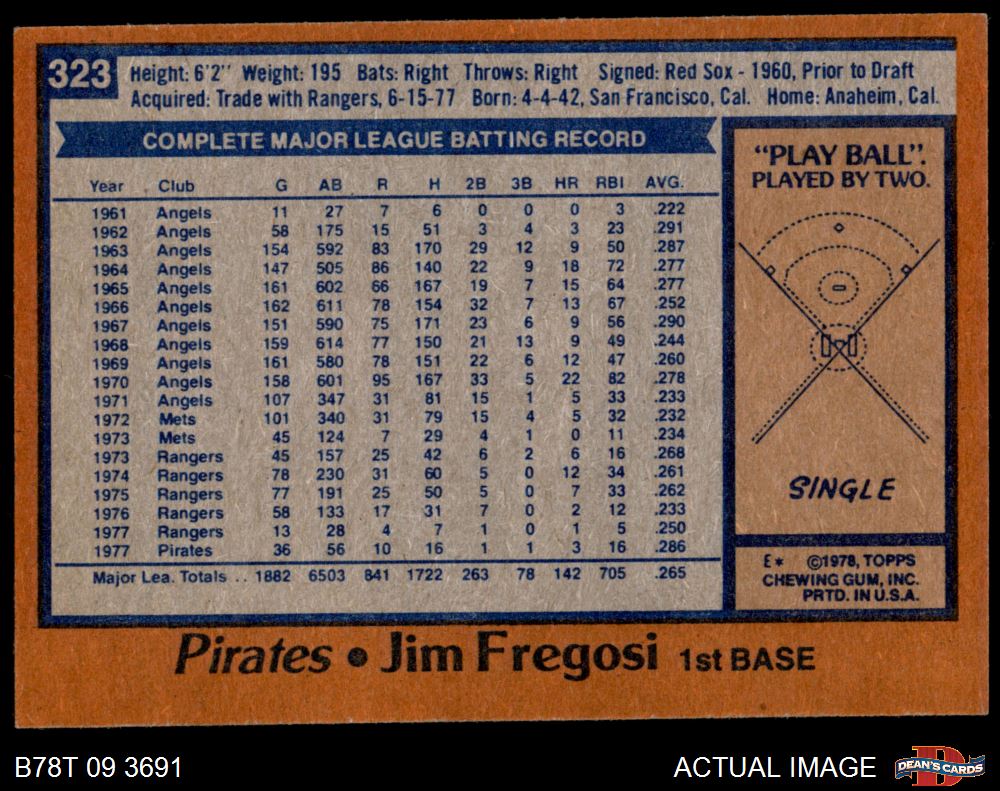 323
Height: 6'2" Weight: 195 Bats: Right Throws: Right Signed: Red Sox - 1960, Prior to Draft
Acquired: Trade with Rangers, 6-15-77 Born: 4-4-42, San Francisco, Cal. Home: Anaheim, Cal.
COMPLETE MAJOR LEAGUE BATTING RECORD
Year Club G AB R H 2B 3B HR RBI AVG.
1961 Angels 11 27 7 6 0 0 0 3 .222
1962 Angels 58 175 15 51 3 4 3 23 .291
1963 Angels 154 592 83 170 29 12 9 50 .287
1964 Angels 147 505 86 140 22 9 18 72 .277
1965 Angels 161 602 66 167 19 7 15 64 .277
1966 Angels 162 611 78 154 32 7 13 67 .252
1967 Angels 151 590 75 171 23 6 9 56 .290
1968 Angels 159 614 77 150 21 13 9 49 .244
1969 Angels 161 580 78 151 22 6 12 47 .260
1970 Angels 158 601 95 167 33 5 22 82 .278
1971 Angels 107 347 31 81 15 1 5 33 .233
1972 Mets 101 340 31 79 15 4 5 32 .232
1973 Mets 45 124 7 29 4 1 0 11 .234
1973 Rangers 45 157 25 42 6 2 6 16 .268
1974 Rangers 78 230 31 60 5 0 12 34 .261
1975 Rangers 77 191 25 50 5 0 7 33 .262
1976 Rangers 58 133 17 31 7 0 2 12 .233
1977 Rangers 13 28 4 7 1 0 1 5 .250
1977 Pirates 36 56 10 16 1 1 3 16 .286
Major Lea. Totals .. 1882 6503 841 1722 263 78 142 705 .265
"PLAY BALL".
PLAYED BY TWO.
SINGLE
E* ©1978, TOPPS
CHEWING GUM, INC.
PRTD. IN U.S.A.
Pirates • Jim Fregosi 1st BASE
B78T 09 3691
ACTUAL IMAGE
D
DEAN'S CARDS